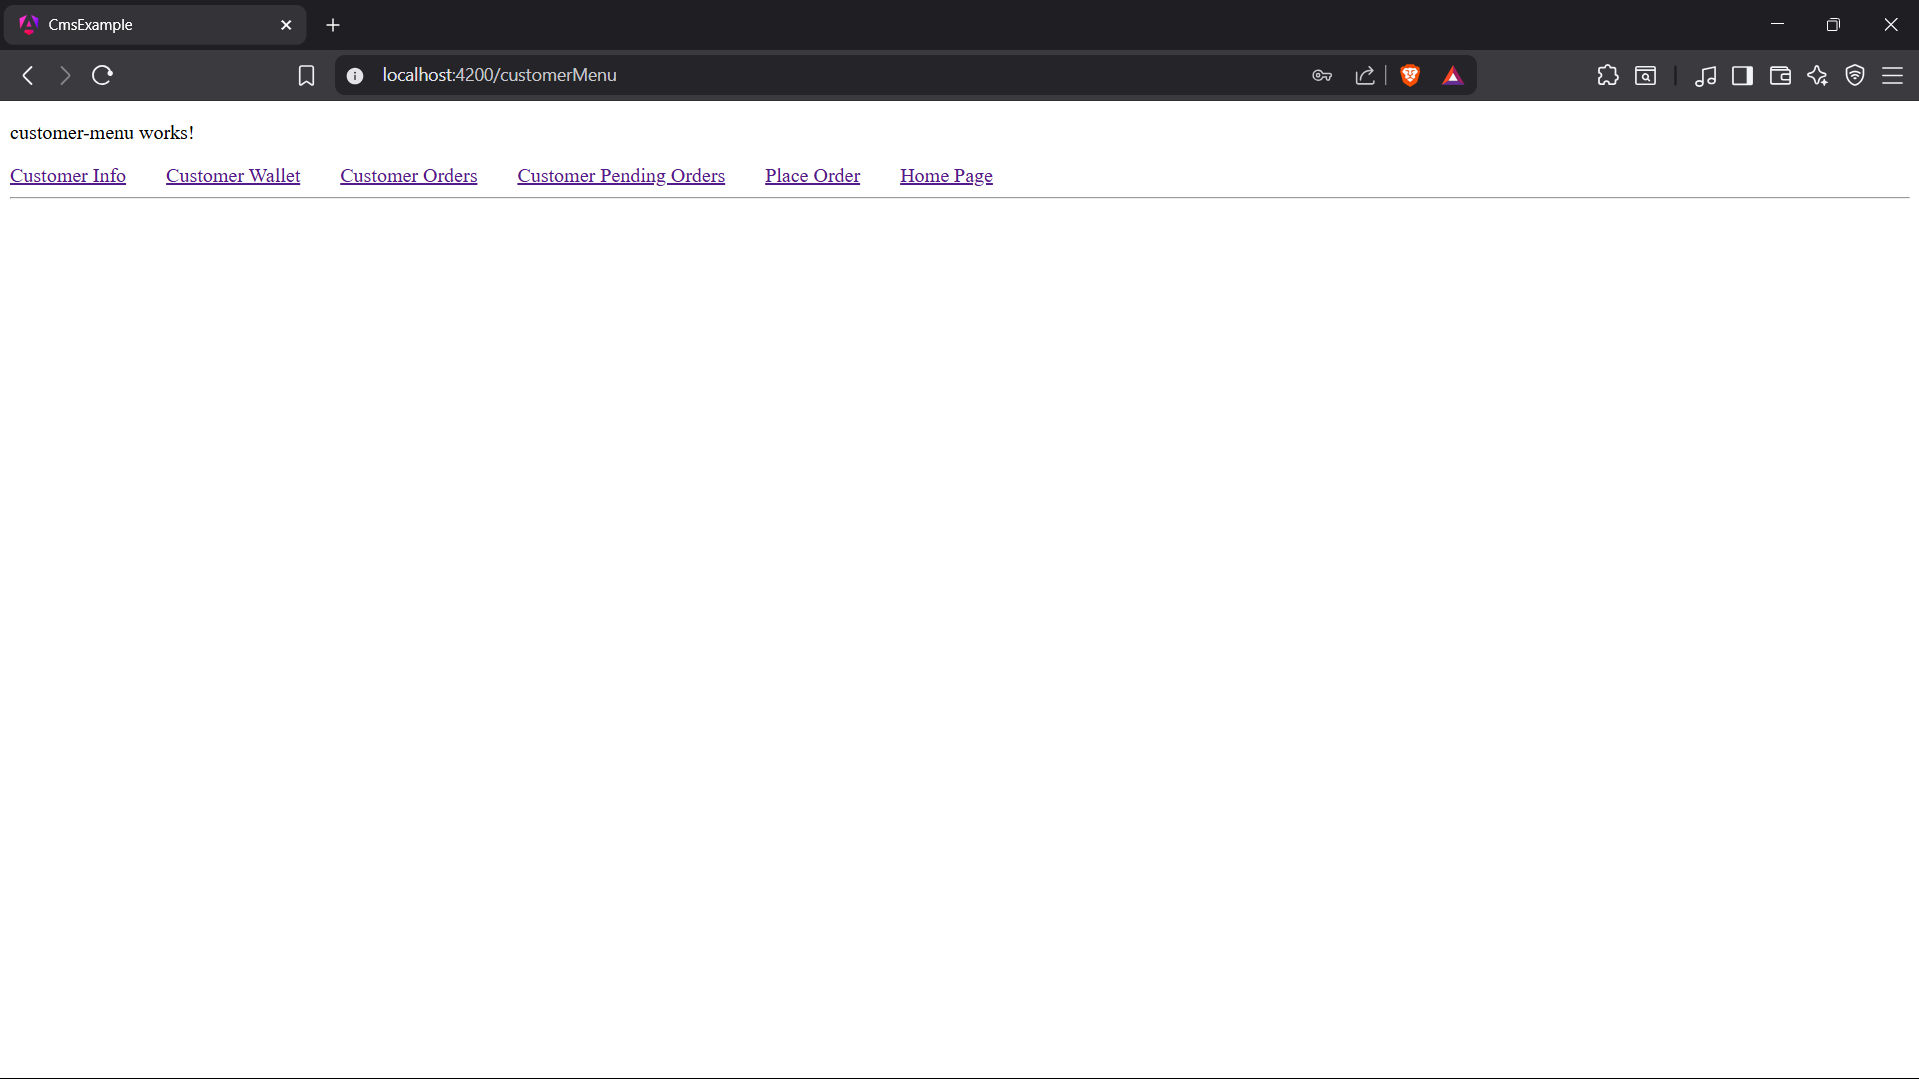 CmsExample
localhost:4200/customerMenu
customer-menu works!
Customer Info Customer Wallet Customer Orders Customer Pending Orders Place Order Home Page